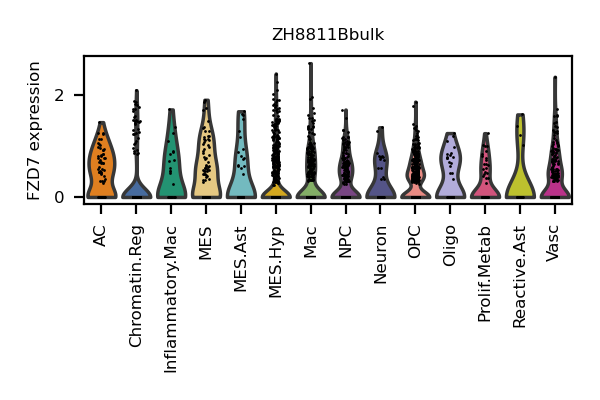 ZH8811Bbulk
FZD7 expression
2
0
AC
Chromatin.Reg
Inflammatory.Mac
MES
MES.Ast
MES.Hyp
Mac
NPC
Neuron
OPC
Oligo
Prolif.Metab
Reactive.Ast
Vasc